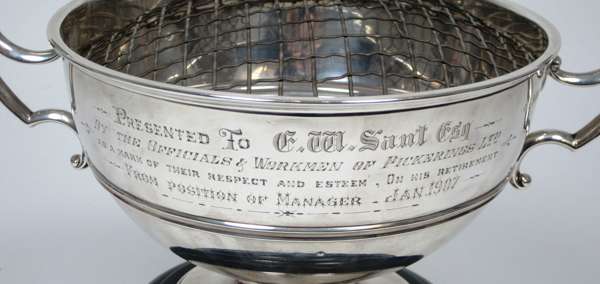 Presented To E.W. Sant Esq
By the Officials & Workmen of Pickerings Ltd
as a mark of their respect and esteem, On his retirement
From position of Manager - Jan. 1907